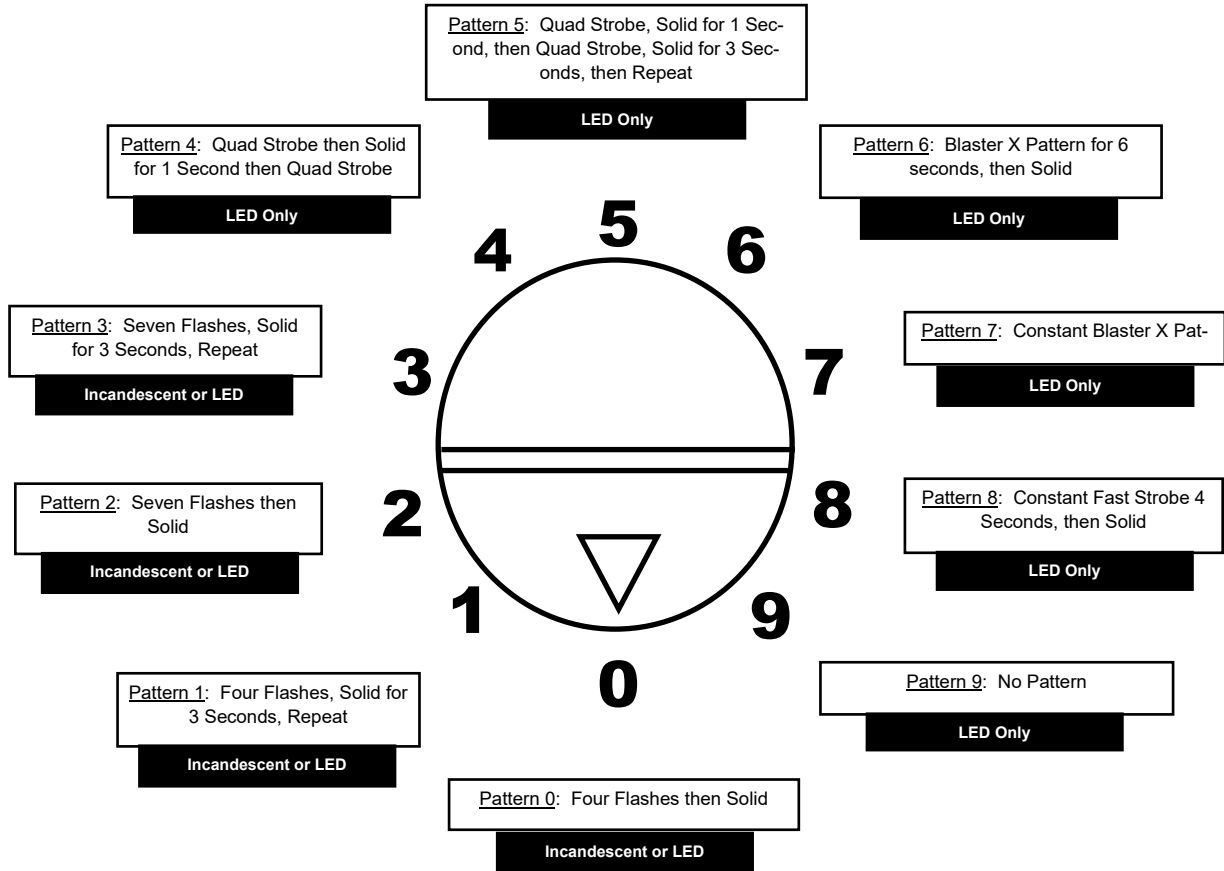 Pattern 5: Quad Strobe, Solid for 1 Sec-
ond, then Quad Strobe, Solid for 3 Sec-
onds, then Repeat
LED Only
Pattern 4: Quad Strobe then Solid
for 1 Second then Quad Strobe
LED Only
Pattern 6: Blaster X Pattern for 6
seconds, then Solid
LED Only
5
4
6
Pattern 3: Seven Flashes, Solid
for 3 Seconds, Repeat
Incandescent or LED
3
7
Pattern 7: Constant Blaster X Pat-
LED Only
Pattern 2: Seven Flashes then
Solid
Incandescent or LED
2
8
Pattern 8: Constant Fast Strobe 4
Seconds, then Solid
LED Only
1
9
0
Pattern 1: Four Flashes, Solid for
3 Seconds, Repeat
Incandescent or LED
Pattern 9: No Pattern
LED Only
Pattern 0: Four Flashes then Solid
Incandescent or LED